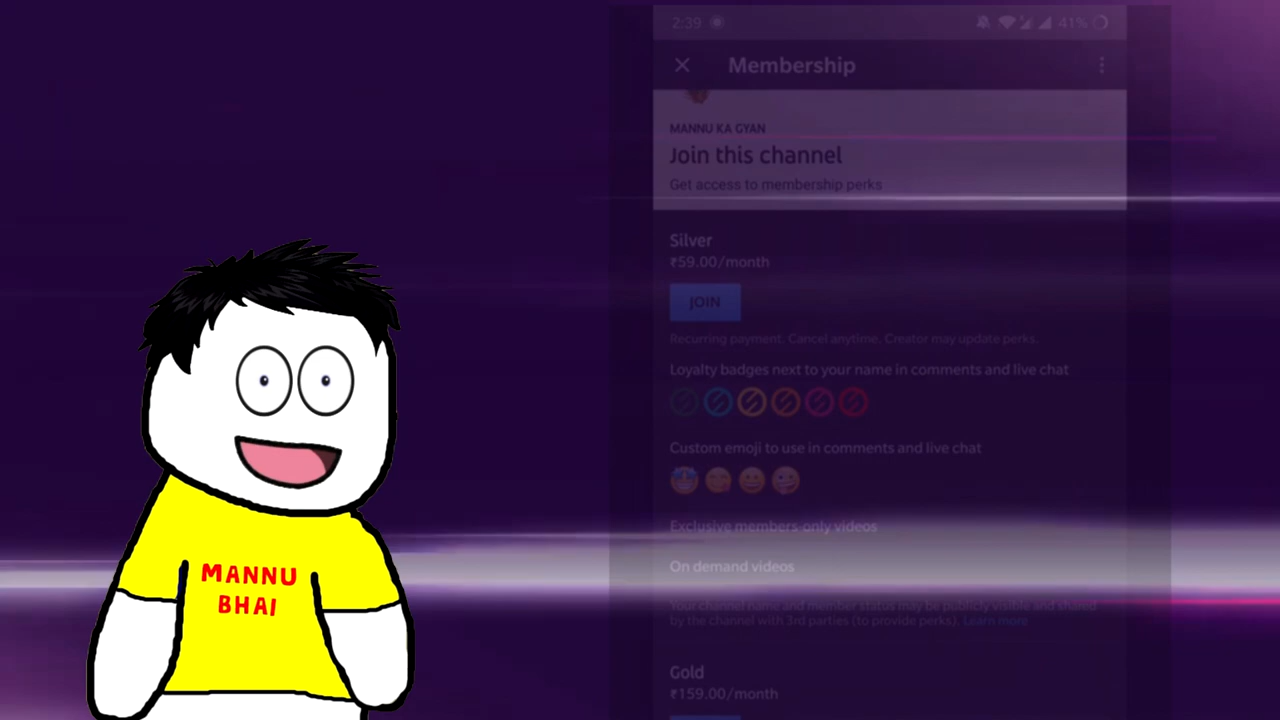 2:39
41%
Membership
MANNU KA GYAN
Join this channel
Get access to membership perks
Silver
₹59.00/month
JOIN
Recurring payment. Cancel anytime. Creator may update perks.
Loyalty badges next to your name in comments and live chat
Custom emoji to use in comments and live chat
Exclusive members-only videos
On demand videos
Your channel name and member status may be publicly visible and shared
by the channel with 3rd parties (to provide perks). Learn more
Gold
₹159.00/month
MANNU
BHAI